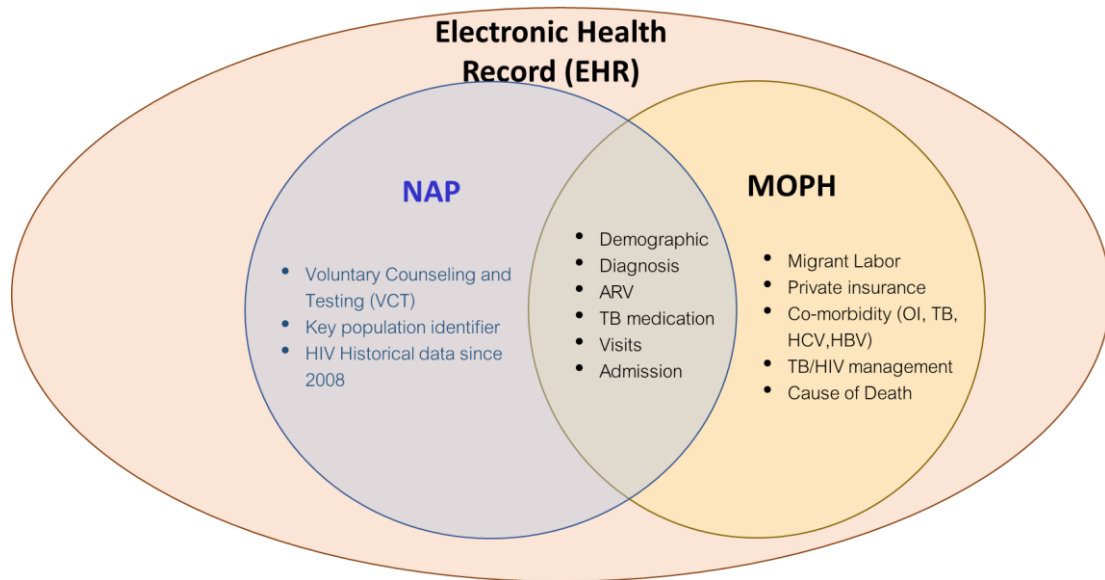 Electronic Health
Record (EHR)
NAP
• Voluntary Counseling and
Testing (VCT)
• Key population identifier
• HIV Historical data since
2008
• Demographic
• Diagnosis
• ARV
• TB medication
• Visits
• Admission
MOPH
• Migrant Labor
• Private insurance
• Co-morbidity (OI, TB,
HCV,HBV)
• TB/HIV management
• Cause of Death